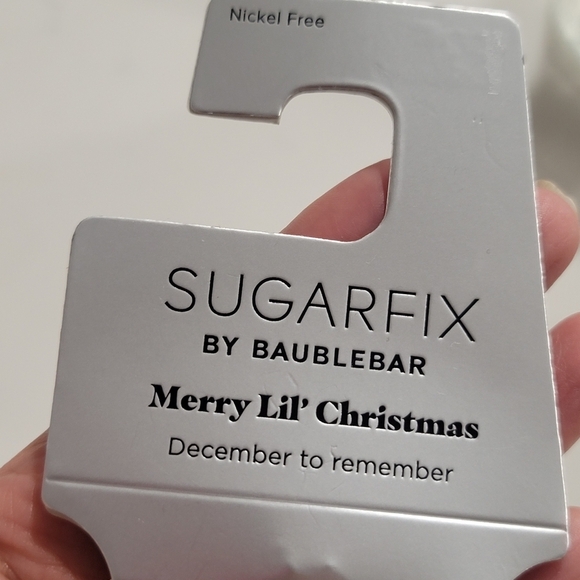 Nickel Free
SUGARFIX
BY BAUBLEBAR
Merry Lil' Christmas
December to remember